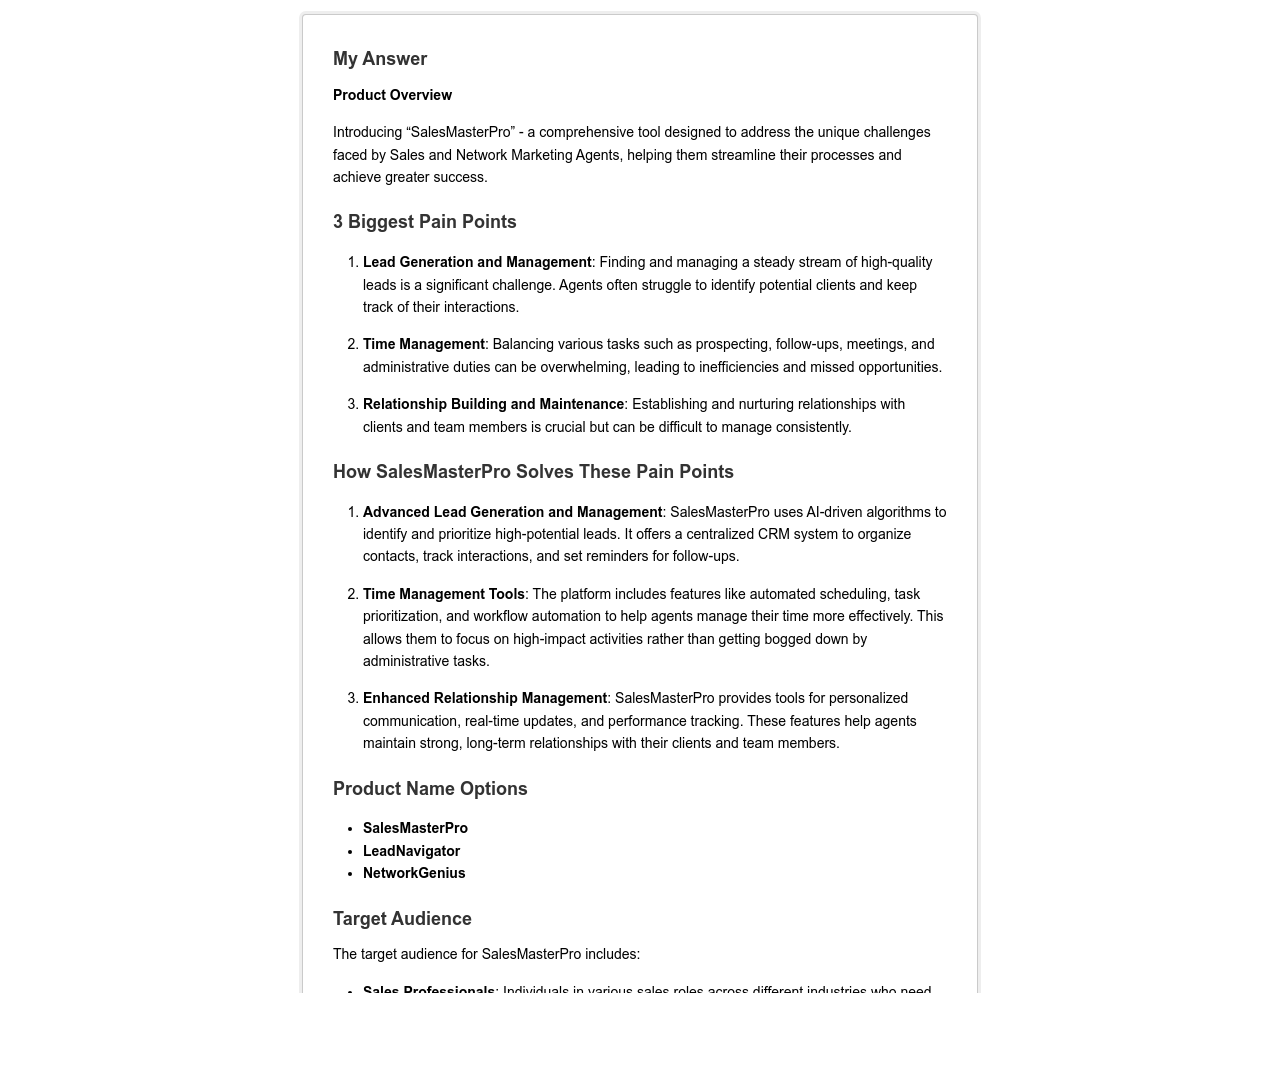 My Answer
Product Overview
Introducing “SalesMasterPro” - a comprehensive tool designed to address the unique challenges
faced by Sales and Network Marketing Agents, helping them streamline their processes and
achieve greater success.
3 Biggest Pain Points
1. Lead Generation and Management: Finding and managing a steady stream of high-quality
leads is a significant challenge. Agents often struggle to identify potential clients and keep
track of their interactions.
2. Time Management: Balancing various tasks such as prospecting, follow-ups, meetings, and
administrative duties can be overwhelming, leading to inefficiencies and missed opportunities.
3. Relationship Building and Maintenance: Establishing and nurturing relationships with
clients and team members is crucial but can be difficult to manage consistently.
How SalesMasterPro Solves These Pain Points
1. Advanced Lead Generation and Management: SalesMasterPro uses AI-driven algorithms to
identify and prioritize high-potential leads. It offers a centralized CRM system to organize
contacts, track interactions, and set reminders for follow-ups.
2. Time Management Tools: The platform includes features like automated scheduling, task
prioritization, and workflow automation to help agents manage their time more effectively. This
allows them to focus on high-impact activities rather than getting bogged down by
administrative tasks.
3. Enhanced Relationship Management: SalesMasterPro provides tools for personalized
communication, real-time updates, and performance tracking. These features help agents
maintain strong, long-term relationships with their clients and team members.
Product Name Options
• SalesMasterPro
• LeadNavigator
• NetworkGenius
Target Audience
The target audience for SalesMasterPro includes:
• Sales Professionals: Individuals in various sales roles across different industries who need